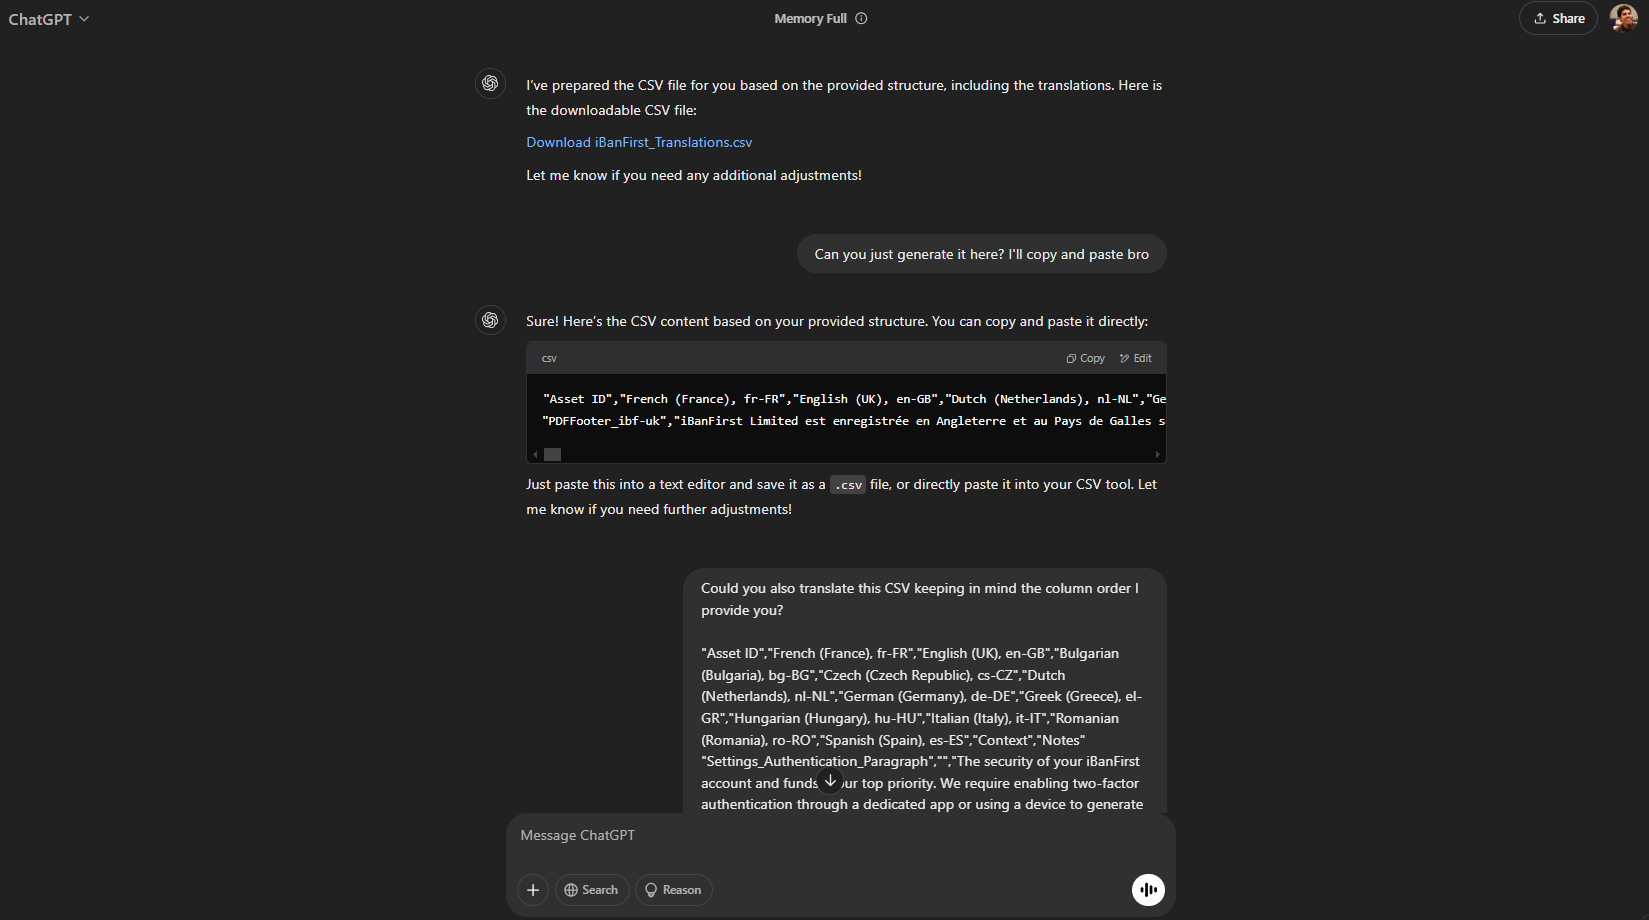 ChatGPT
Memory Full
Share
I've prepared the CSV file for you based on the provided structure, including the translations. Here is
the downloadable CSV file:
Download iBanFirst_Translations.csv
Let me know if you need any additional adjustments!
Can you just generate it here? I'll copy and paste bro
Sure! Here's the CSV content based on your provided structure. You can copy and paste it directly:
csv
Copy
Edit
"Asset ID","French (France), fr-FR","English (UK), en-GB","Dutch (Netherlands), nl-NL","Ge
"PDFFooter_ibf-uk","iBanFirst Limited est enregistrée en Angleterre et au Pays de Galles s
Just paste this into a text editor and save it as a .csv file, or directly paste it into your CSV tool. Let
me know if you need further adjustments!
Could you also translate this CSV keeping in mind the column order I
provide you?
"Asset ID","French (France), fr-FR","English (UK), en-GB","Bulgarian
(Bulgaria), bg-BG","Czech (Czech Republic), cs-CZ","Dutch
(Netherlands), nl-NL","German (Germany), de-DE","Greek (Greece), el-
GR","Hungarian (Hungary), hu-HU","Italian (Italy), it-IT","Romanian
(Romania), ro-RO","Spanish (Spain), es-ES","Context","Notes"
"Settings_Authentication_Paragraph","","The security of your iBanFirst
account and funds ur top priority. We require enabling two-factor
authentication through a dedicated app or using a device to generate
Message ChatGPT
Search
Reason